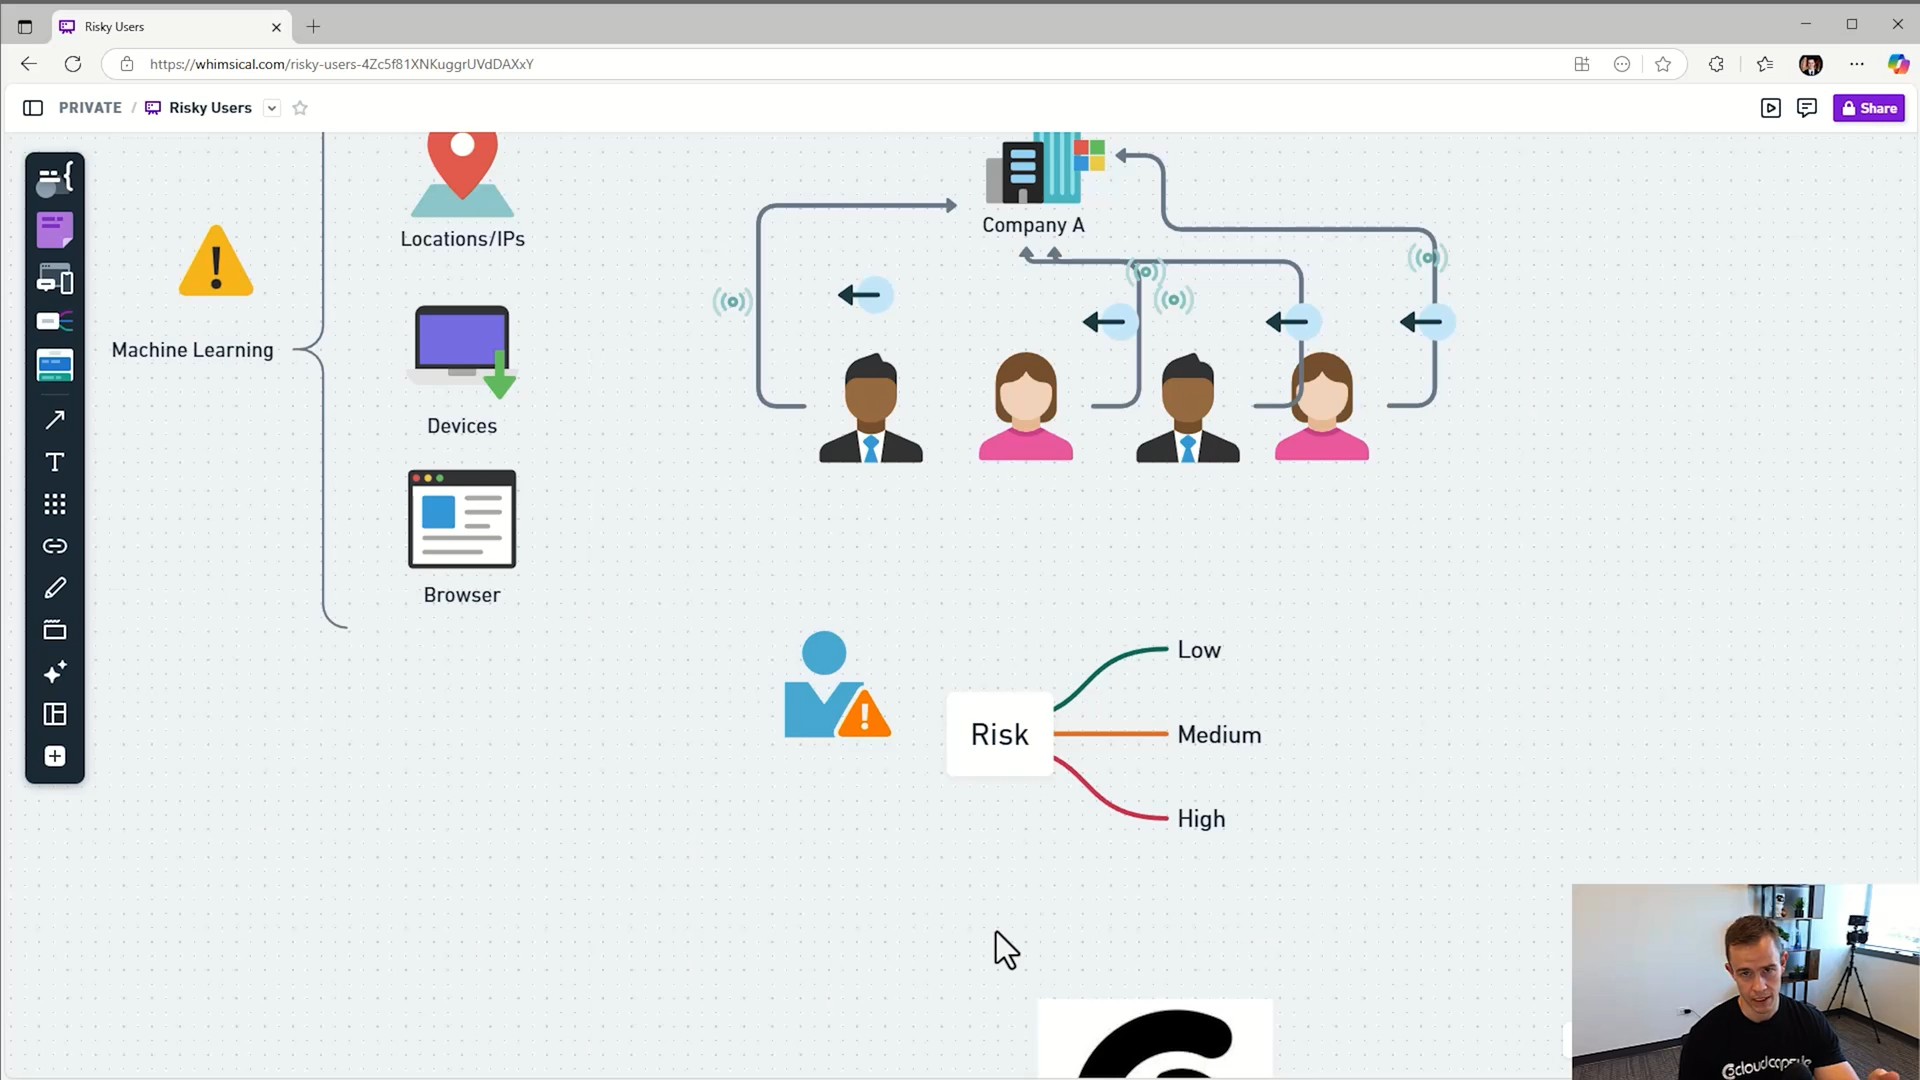 Risky Users
https://whimsical.com/risky-users-4Zc5f81XNKuggrUVdDAXxY
PRIVATE / Risky Users
Share
Locations/IPs
Company A
Machine Learning
Devices
Browser
Low
Risk
Medium
High
cloudcapsule